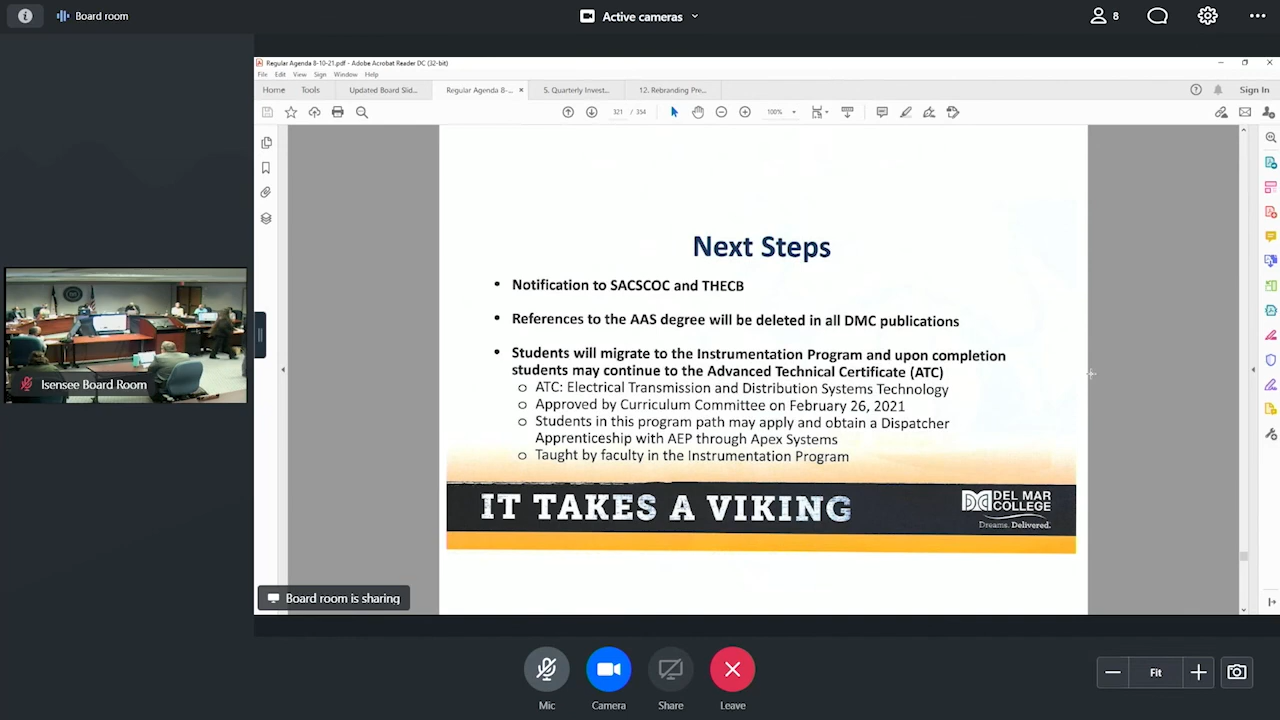 Board room
Active cameras
8
Regular Agenda 8-10-21.pdf - Adobe Acrobat Reader DC (32-bit)
File Edit View Sign Window Help
Home Tools Updated Board Slid... Regular Agenda 8-... × 5. Quarterly Invest... 12. Rebranding Pre... Sign In
321 / 354 100%
Next Steps
• Notification to SACSCOC and THECB
• References to the AAS degree will be deleted in all DMC publications
• Students will migrate to the Instrumentation Program and upon completion
students may continue to the Advanced Technical Certificate (ATC)
o ATC: Electrical Transmission and Distribution Systems Technology
o Approved by Curriculum Committee on February 26, 2021
o Students in this program path may apply and obtain a Dispatcher
Apprenticeship with AEP through Apex Systems
o Taught by faculty in the Instrumentation Program
IT TAKES A VIKING
DEL MAR
COLLEGE
Dreams. Delivered.
Isensee Board Room
Board room is sharing
Mic Camera Share Leave
Fit